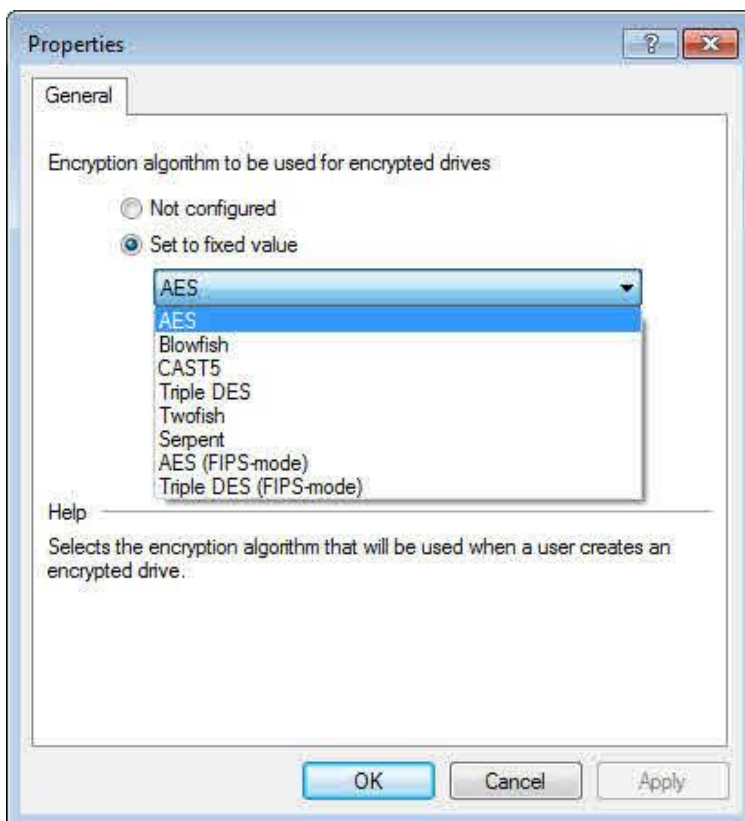 Properties
General
Encryption algorithm to be used for encrypted drives
Not configured
Set to fixed value
AES
AES
Blowfish
CAST5
Triple DES
Twofish
Serpent
AES (FIPS-mode)
Triple DES (FIPS-mode)
Help
Selects the encryption algorithm that will be used when a user creates an
encrypted drive.
OK Cancel Apply